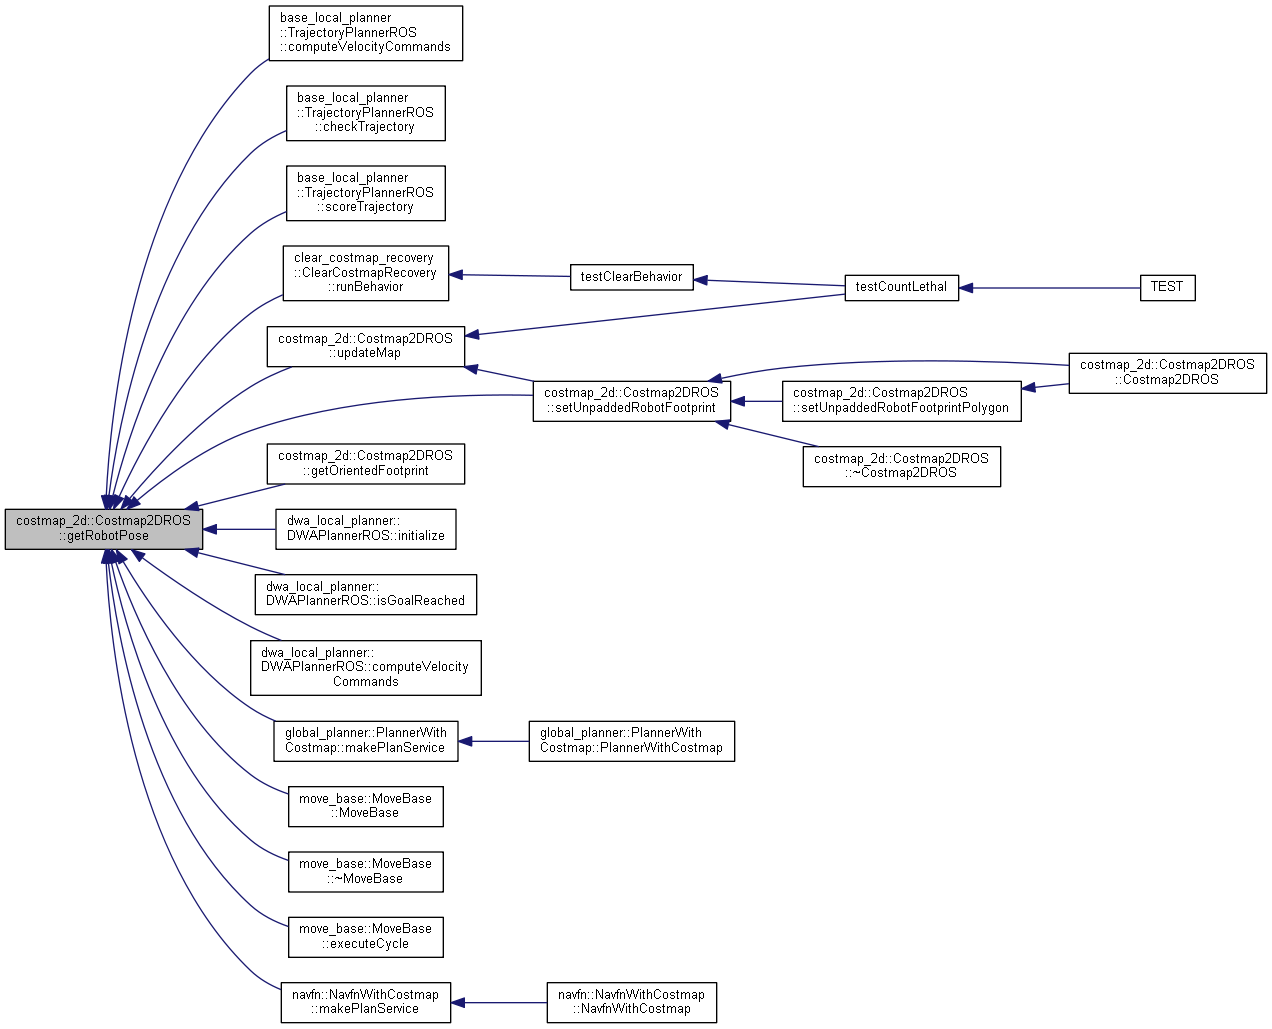 base_local_planner
::TrajectoryPlannerROS
::computeVelocityCommands
base_local_planner
::TrajectoryPlannerROS
::checkTrajectory
base_local_planner
::TrajectoryPlannerROS
::scoreTrajectory
clear_costmap_recovery
::ClearCostmapRecovery
::runBehavior
testClearBehavior
testCountLethal
TEST
costmap_2d::Costmap2DROS
::updateMap
costmap_2d::Costmap2DROS
::setUnpaddedRobotFootprint
costmap_2d::Costmap2DROS
::setUnpaddedRobotFootprintPolygon
costmap_2d::Costmap2DROS
::Costmap2DROS
costmap_2d::Costmap2DROS
::~Costmap2DROS
costmap_2d::Costmap2DROS
::getOrientedFootprint
costmap_2d::Costmap2DROS
::getRobotPose
dwa_local_planner::
DWAPlannerROS::initialize
dwa_local_planner::
DWAPlannerROS::isGoalReached
dwa_local_planner::
DWAPlannerROS::computeVelocity
Commands
global_planner::PlannerWith
Costmap::makePlanService
global_planner::PlannerWith
Costmap::PlannerWithCostmap
move_base::MoveBase
::MoveBase
move_base::MoveBase
::~MoveBase
move_base::MoveBase
::executeCycle
navfn::NavfnWithCostmap
::makePlanService
navfn::NavfnWithCostmap
::NavfnWithCostmap